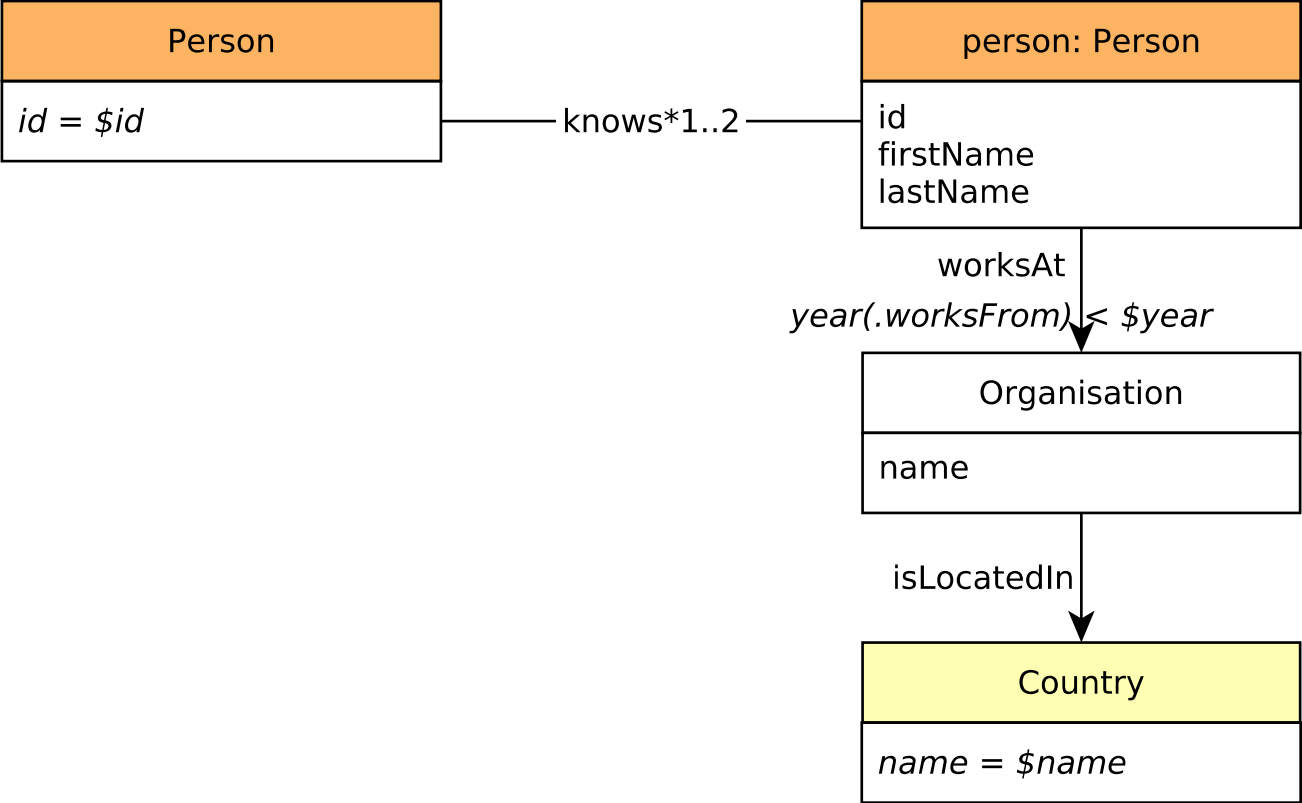 Person
id = $id
knows*1..2
person: Person
id
firstName
lastName
worksAt
year(.worksFrom) < $year
Organisation
name
isLocatedIn
Country
name = $name